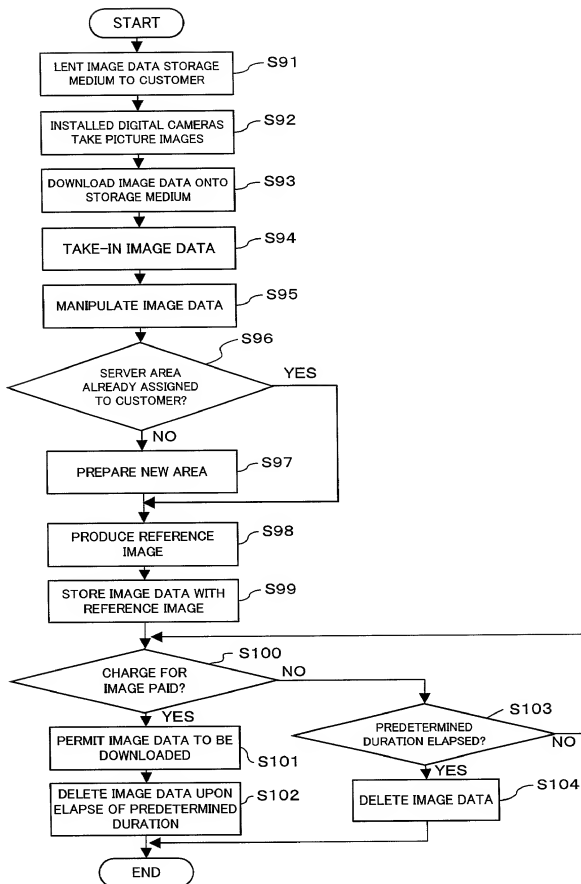 START
LENT IMAGE DATA STORAGE
MEDIUM TO CUSTOMER
S91
INSTALLED DIGITAL CAMERAS
TAKE PICTURE IMAGES
S92
DOWNLOAD IMAGE DATA ONTO
STORAGE MEDIUM
S93
TAKE-IN IMAGE DATA
S94
MANIPULATE IMAGE DATA
S95
S96
SERVER AREA
ALREADY ASSIGNED
TO CUSTOMER?
YES
NO
PREPARE NEW AREA
S97
PRODUCE REFERENCE
IMAGE
S98
STORE IMAGE DATA WITH
REFERENCE IMAGE
S99
S100
CHARGE FOR
IMAGE PAID?
NO
YES
S103
PREDETERMINED
DURATION ELAPSED?
NO
YES
PERMIT IMAGE DATA TO BE
DOWNLOADED
S101
DELETE IMAGE DATA UPON
ELAPSE OF PREDETERMINED
DURATION
S102
DELETE IMAGE DATA
S104
END